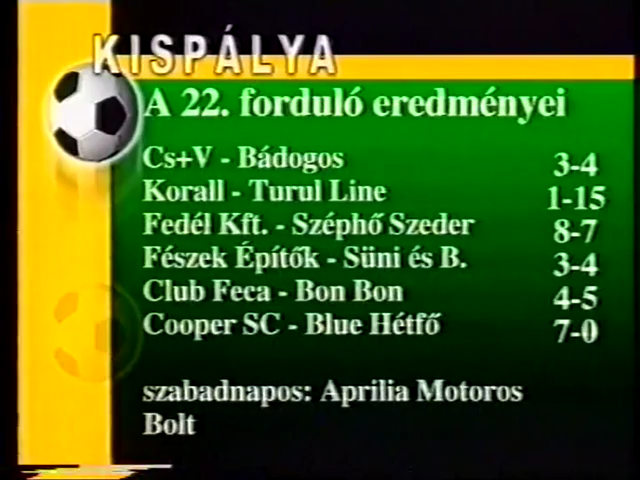 KISPÁLYA
A 22. forduló eredményei
Cs+V - Bádogos 3-4
Korall - Turul Line 1-15
Fedél Kft. - Széphő Szeder 8-7
Fészek Építők - Süni és B. 3-4
Club Feca - Bon Bon 4-5
Cooper SC - Blue Hétfő 7-0
szabadnapos: Aprilia Motoros
Bolt